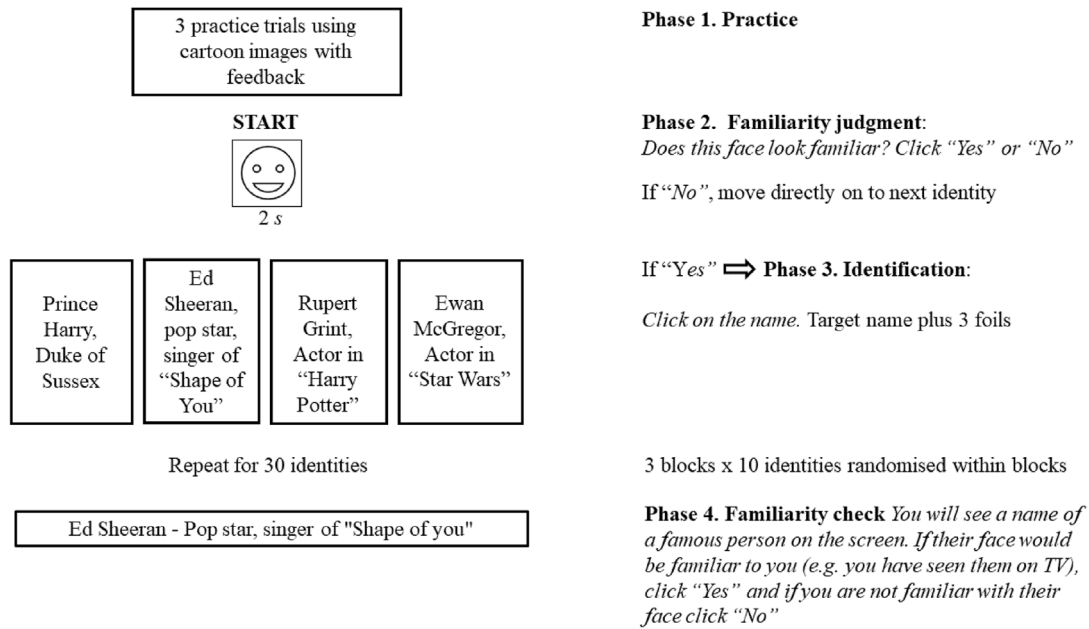 3 practice trials using
cartoon images with
feedback
Phase 1. Practice
START
2 s
Phase 2.  Familiarity judgment:
Does this face look familiar? Click “Yes” or “No”
If “No”, move directly on to next identity
Prince
Harry,
Duke of
Sussex
Ed
Sheeran,
pop star,
singer of
“Shape of
You”
Rupert
Grint,
Actor in
“Harry
Potter”
Ewan
McGregor,
Actor in
“Star Wars”
If “Yes” ⇨ Phase 3. Identification:
Click on the name. Target name plus 3 foils
Repeat for 30 identities
3 blocks x 10 identities randomised within blocks
Ed Sheeran - Pop star, singer of "Shape of you"
Phase 4. Familiarity check You will see a name of
a famous person on the screen. If their face would
be familiar to you (e.g. you have seen them on TV),
click “Yes” and if you are not familiar with their
face click “No”